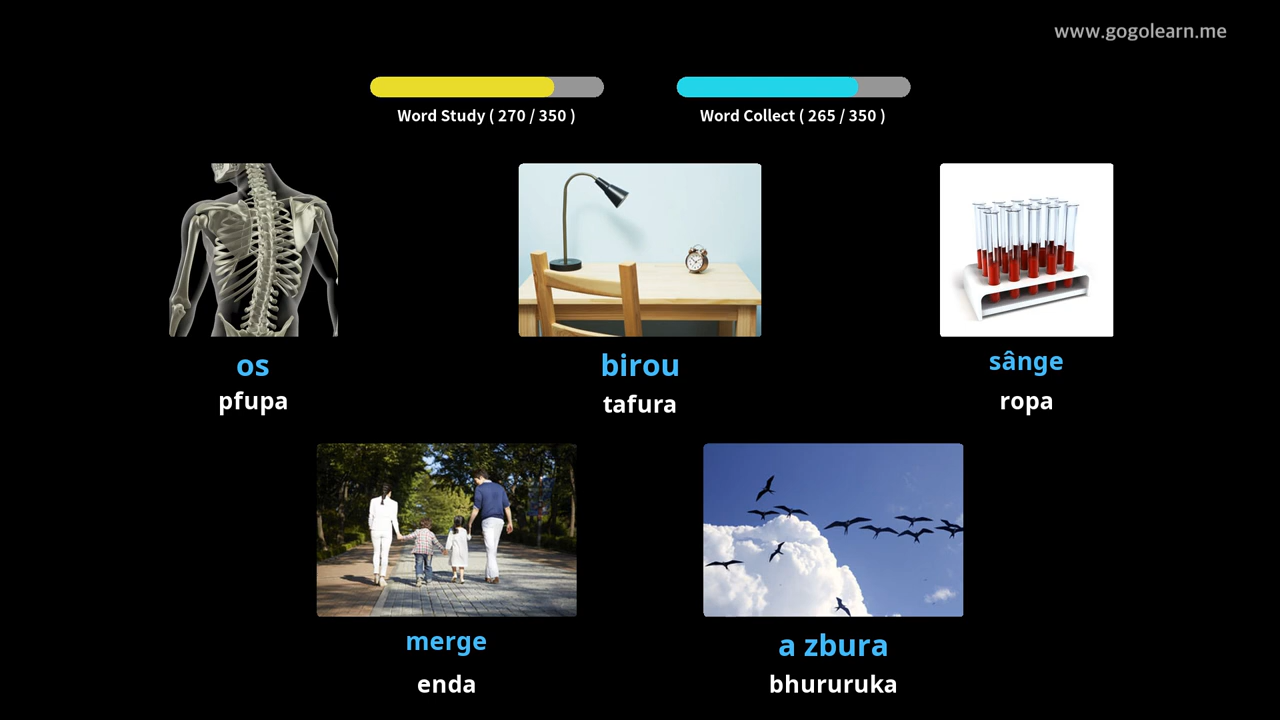 www.gogolearn.me
Word Study ( 270 / 350 )
Word Collect ( 265 / 350 )
os
pfupa
birou
tafura
sânge
ropa
merge
enda
a zbura
bhururuka